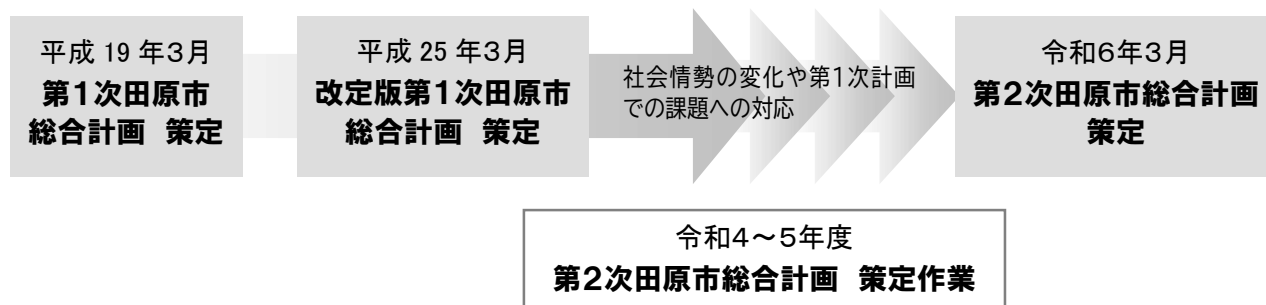 平成 19 年3月
第1次田原市
総合計画 策定
平成 25 年3月
改定版第1次田原市
総合計画 策定
社会情勢の変化や第1次計画
での課題への対応
令和6年3月
第2次田原市総合計画
策定
令和4～5年度
第2次田原市総合計画 策定作業